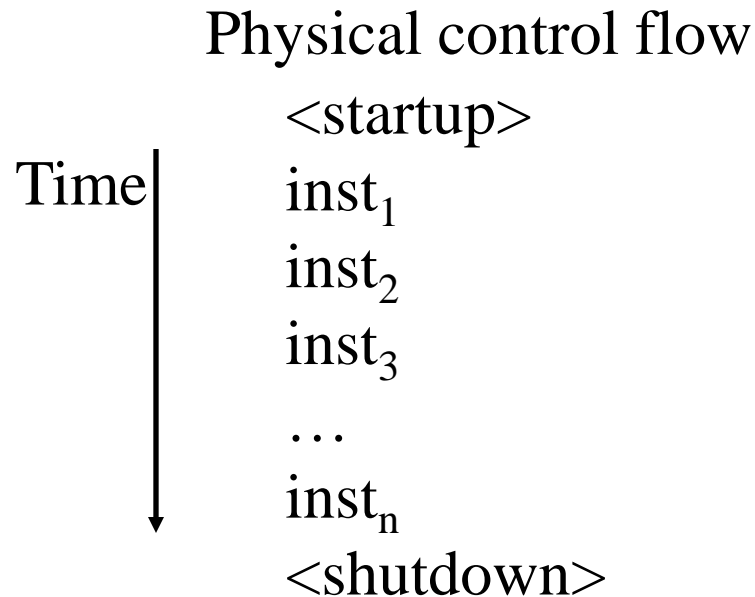 Physical control flow
<startup>
Time
inst₁
inst₂
inst₃
…
instₙ
<shutdown>